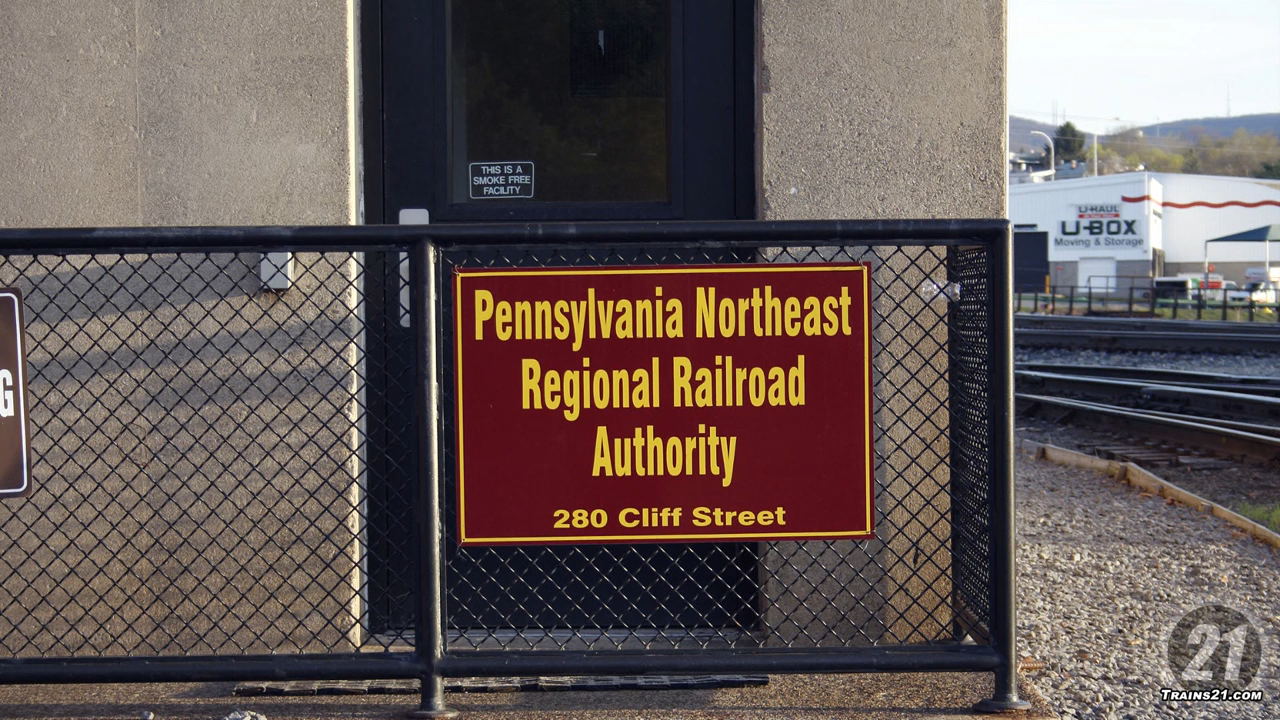 THIS IS A
SMOKE FREE
FACILITY
U-HAUL
U-BOX
Moving & Storage
G
Pennsylvania Northeast
Regional Railroad
Authority
280 Cliff Street
21
TRAINS21.COM